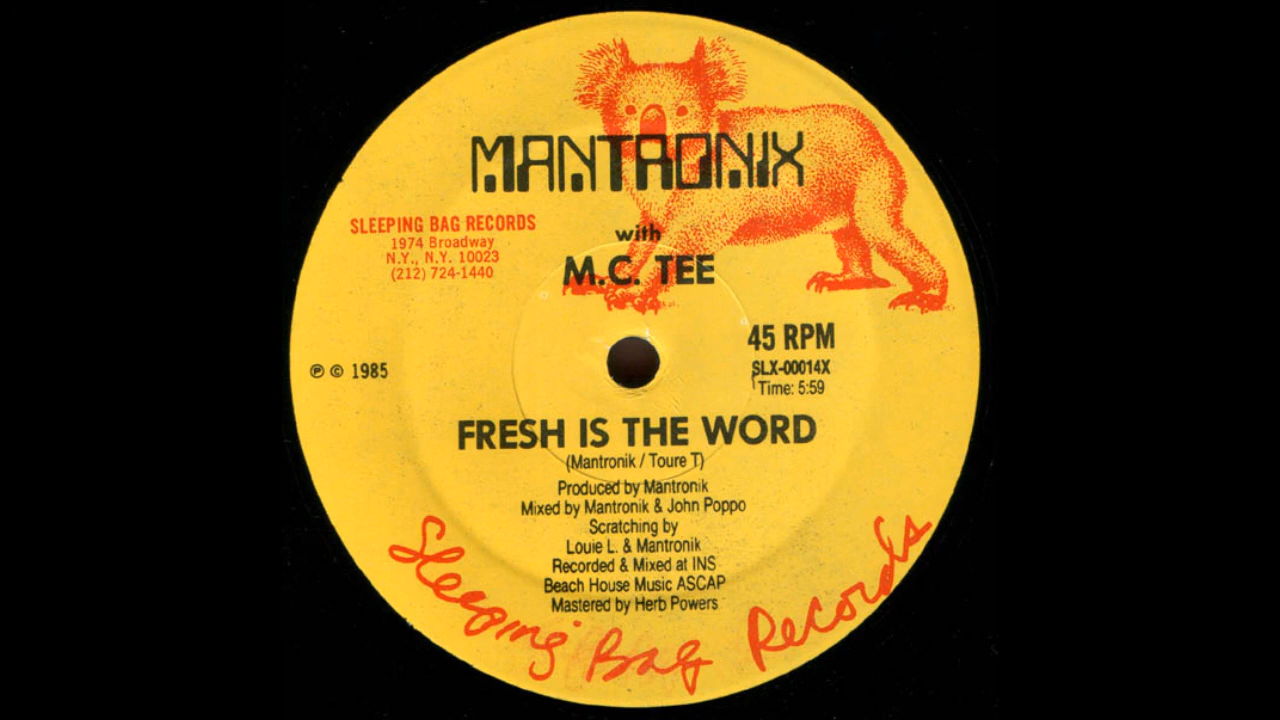 MANTRONIX
with
M.C. TEE
SLEEPING BAG RECORDS
1974 Broadway
N.Y., N.Y. 10023
(212) 724-1440
℗ © 1985
45 RPM
SLX-00014X
Time: 5:59
FRESH IS THE WORD
(Mantronik / Toure T)
Produced by Mantronik
Mixed by Mantronik & John Poppo
Scratching by
Louie L. & Mantronik
Recorded & Mixed at INS
Beach House Music ASCAP
Mastered by Herb Powers
Sleeping Bag Records